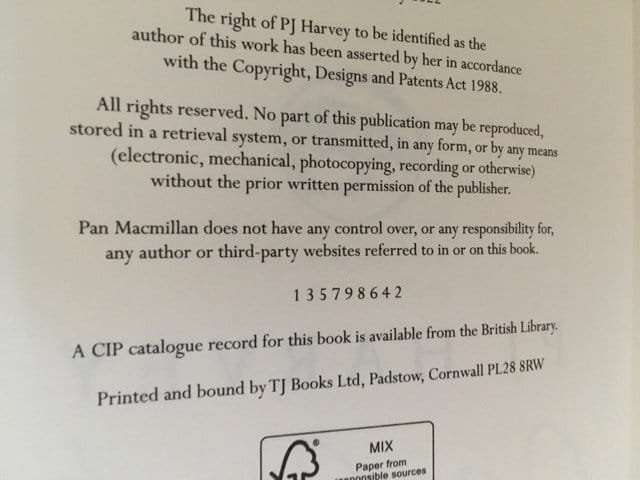 2022
The right of PJ Harvey to be identified as the
author of this work has been asserted by her in accordance
with the Copyright, Designs and Patents Act 1988.
All rights reserved. No part of this publication may be reproduced,
stored in a retrieval system, or transmitted, in any form, or by any means
(electronic, mechanical, photocopying, recording or otherwise)
without the prior written permission of the publisher.
Pan Macmillan does not have any control over, or any responsibility for,
any author or third-party websites referred to in or on this book.
1 3 5 7 9 8 6 4 2
A CIP catalogue record for this book is available from the British Library.
Printed and bound by TJ Books Ltd, Padstow, Cornwall PL28 8RW
®
MIX
Paper from
responsible sources